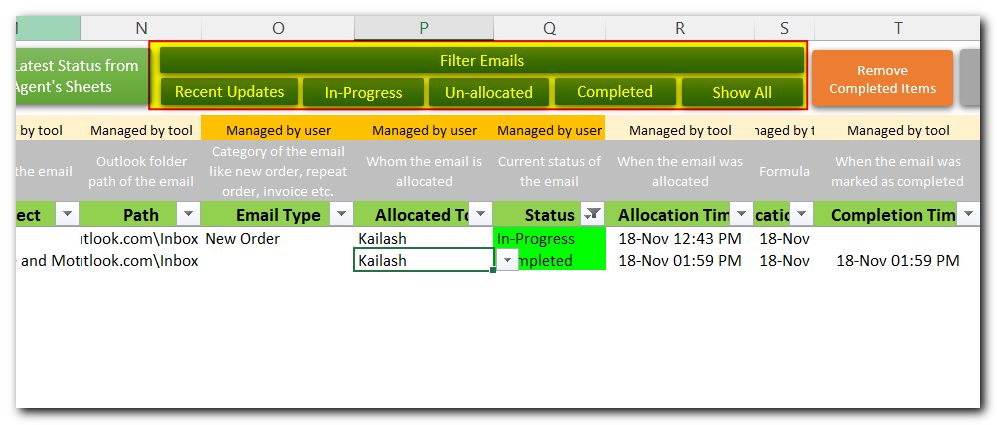 N O P Q R S T
Latest Status from
Agent's Sheets
Filter Emails
Recent Updates In-Progress Un-allocated Completed Show All
Remove
Completed Items
by tool Managed by tool Managed by user Managed by user Managed by user Managed by tool naged by t Managed by tool
the email
Outlook folder
path of the email
Category of the email
like new order, repeat
order, invoice etc.
Whom the email is
allocated
Current status of
the email
When the email was
allocated
Formula
When the email was
marked as completed
ect Path Email Type Allocated To Status Allocation Tim catic Completion Tim
utlook.com\Inbox New Order Kailash In-Progress 18-Nov 12:43 PM 18-Nov
and Mot utlook.com\Inbox Kailash mpleted 18-Nov 01:59 PM 18-Nov 18-Nov 01:59 PM